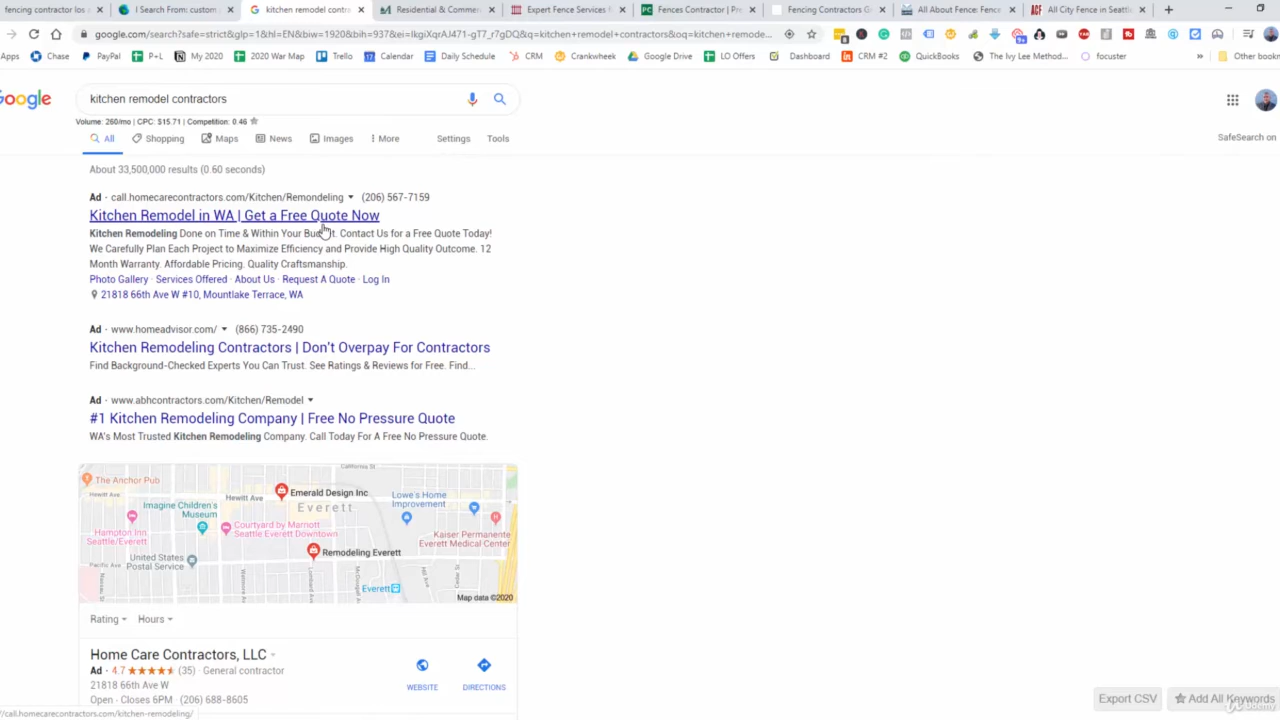 fencing contractor los
I Search From: custom
kitchen remodel contractors
Residential & Commer
Expert Fence Services f
Fences Contractor | Pr
Fencing Contractors G
All About Fence: Fence
All City Fence in Seattl
google.com/search?safe=strict&glp=1&hl=EN&biw=1920&bih=937&ei=IkgiXqrAJ471-gT7_r7gDQ&q=kitchen+remodel+contractors&oq=kitchen+remode...
Apps
Chase
PayPal
P+L
My 2020
2020 War Map
Trello
Calendar
Daily Schedule
CRM
Crankwheek
Google Drive
LO Offers
Dashboard
CRM #2
QuickBooks
The Ivy Lee Method...
focuster
»
Other bookn
oogle
kitchen remodel contractors
Volume: 260/mo | CPC: $15.71 | Competition: 0.46
All
Shopping
Maps
News
Images
More
Settings
Tools
SafeSearch on
About 33,500,000 results (0.60 seconds)
Ad · call.homecarecontractors.com/Kitchen/Remondeling (206) 567-7159
Kitchen Remodel in WA | Get a Free Quote Now
Kitchen Remodeling Done on Time & Within Your Budget. Contact Us for a Free Quote Today!
We Carefully Plan Each Project to Maximize Efficiency and Provide High Quality Outcome. 12
Month Warranty. Affordable Pricing. Quality Craftsmanship.
Photo Gallery · Services Offered · About Us · Request A Quote · Log In
21818 66th Ave W #10, Mountlake Terrace, WA
Ad · www.homeadvisor.com/ (866) 735-2490
Kitchen Remodeling Contractors | Don't Overpay For Contractors
Find Background-Checked Experts You Can Trust. See Ratings & Reviews for Free. Find...
Ad · www.abhcontractors.com/Kitchen/Remodel
#1 Kitchen Remodeling Company | Free No Pressure Quote
WA's Most Trusted Kitchen Remodeling Company. Call Today For A Free No Pressure Quote.
California St
The Anchor Pub
Hewitt Ave
Hewitt Ave
Emerald Design Inc
Everett
Lowe's Home
Improvement
Imagine Children's
Museum
Courtyard by Marriott
Seattle Everett Downtown
Hampton Inn
Seattle/Everett
Kaiser Permanente
Everett Medical Center
United States
Postal Service
Remodeling Everett
Pacific Ave
Lombard Ave
Everett
Map data ©2020
Rating
Hours
Home Care Contractors, LLC
Ad · 4.7 (35) · General contractor
21818 66th Ave W
Open · Closes 6PM · (206) 688-8605
WEBSITE
DIRECTIONS
Export CSV
Add All Keywords
Udemy
//call.homecarecontractors.com/kitchen-remodeling/